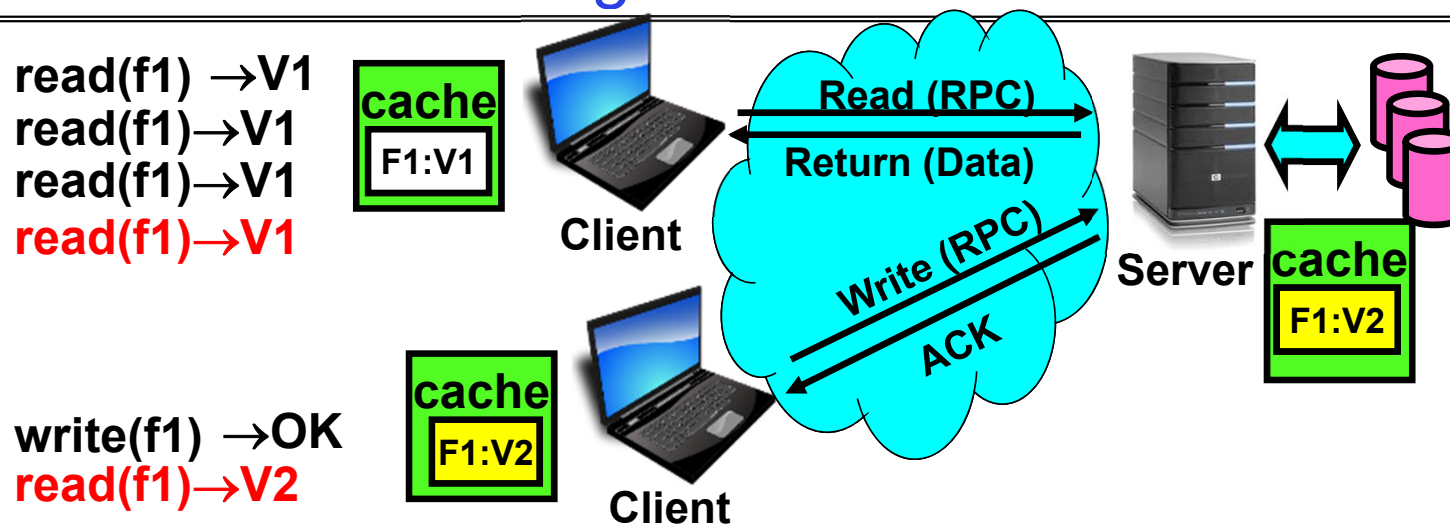 read(f1) →V1
read(f1)→V1
read(f1)→V1
read(f1)→V1
cache
F1:V1
Client
Read (RPC)
Return (Data)
Write (RPC)
ACK
Server
cache
F1:V2
write(f1) →OK
read(f1)→V2
cache
F1:V2
Client